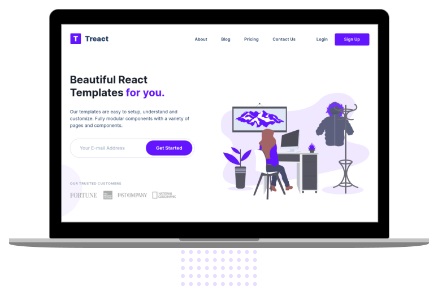 T Treact
About Blog Pricing Contact Us Login Sign Up
Beautiful React
Templates for you.
Our templates are easy to setup, understand and
customize. Fully modular components with a variety of
pages and components.
Your E-mail Address Get Started
OUR TRUSTED CUSTOMERS
FORTUNE FAST COMPANY